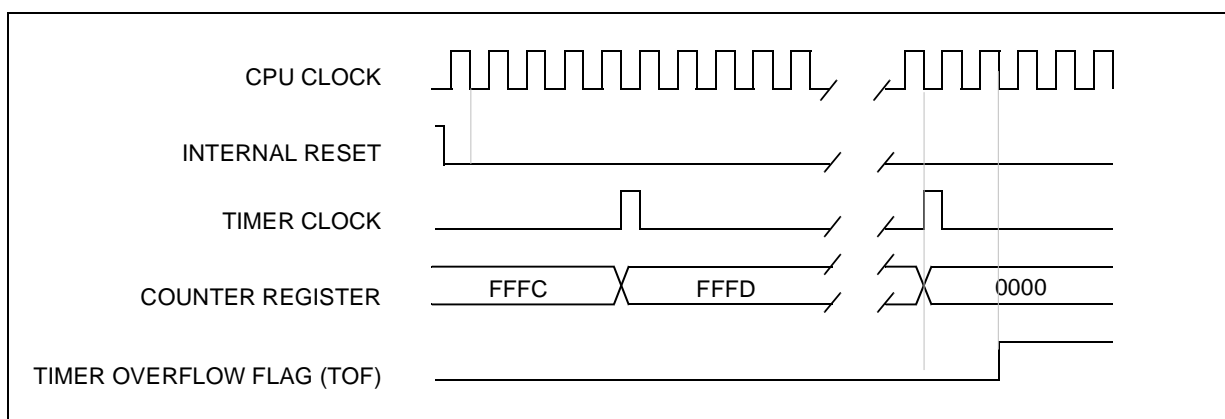 CPU CLOCK
INTERNAL RESET
TIMER CLOCK
COUNTER REGISTER
FFFC
FFFD
0000
TIMER OVERFLOW FLAG (TOF)